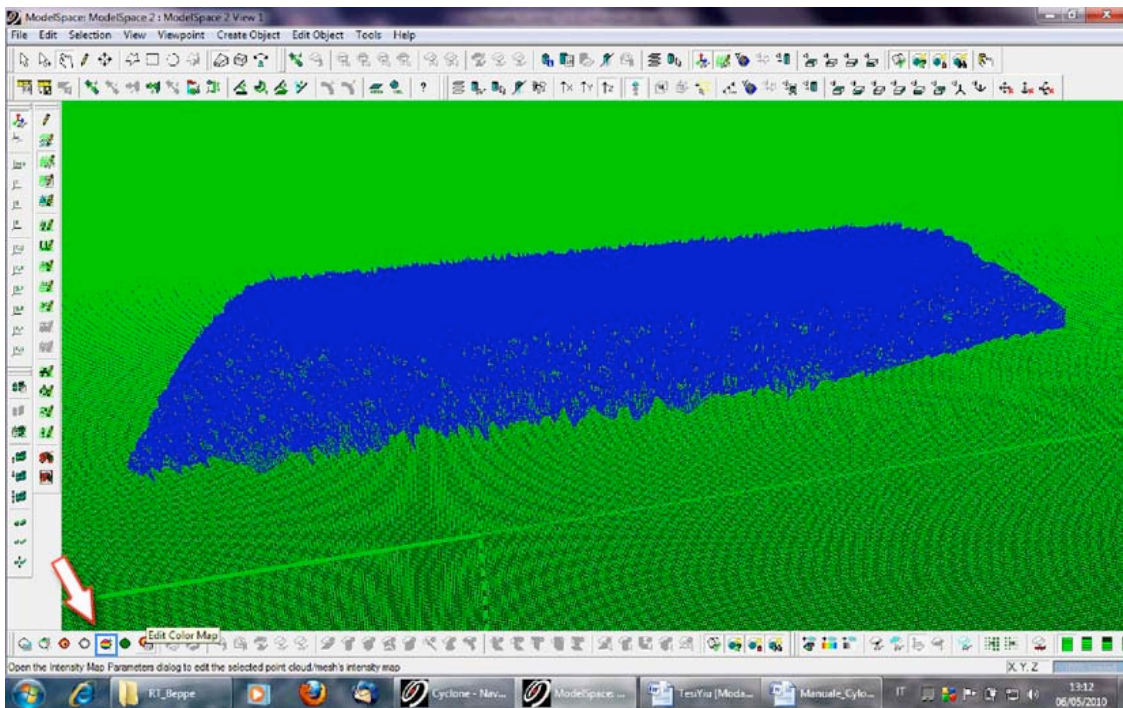 ModelSpace: ModelSpace 2 : ModelSpace 2 View 1
File Edit Selection View Viewpoint Create Object Edit Object Tools Help
Edit Color Map
Open the Intensity Map Parameters dialog to edit the selected point cloud/mesh's intensity map
X, Y, Z
RT_Beppe
Cyclone - Nav...
ModelSpace: ...
TesiYiu [Moda...
Manuale_Cylo...
IT
13:12
06/05/2010